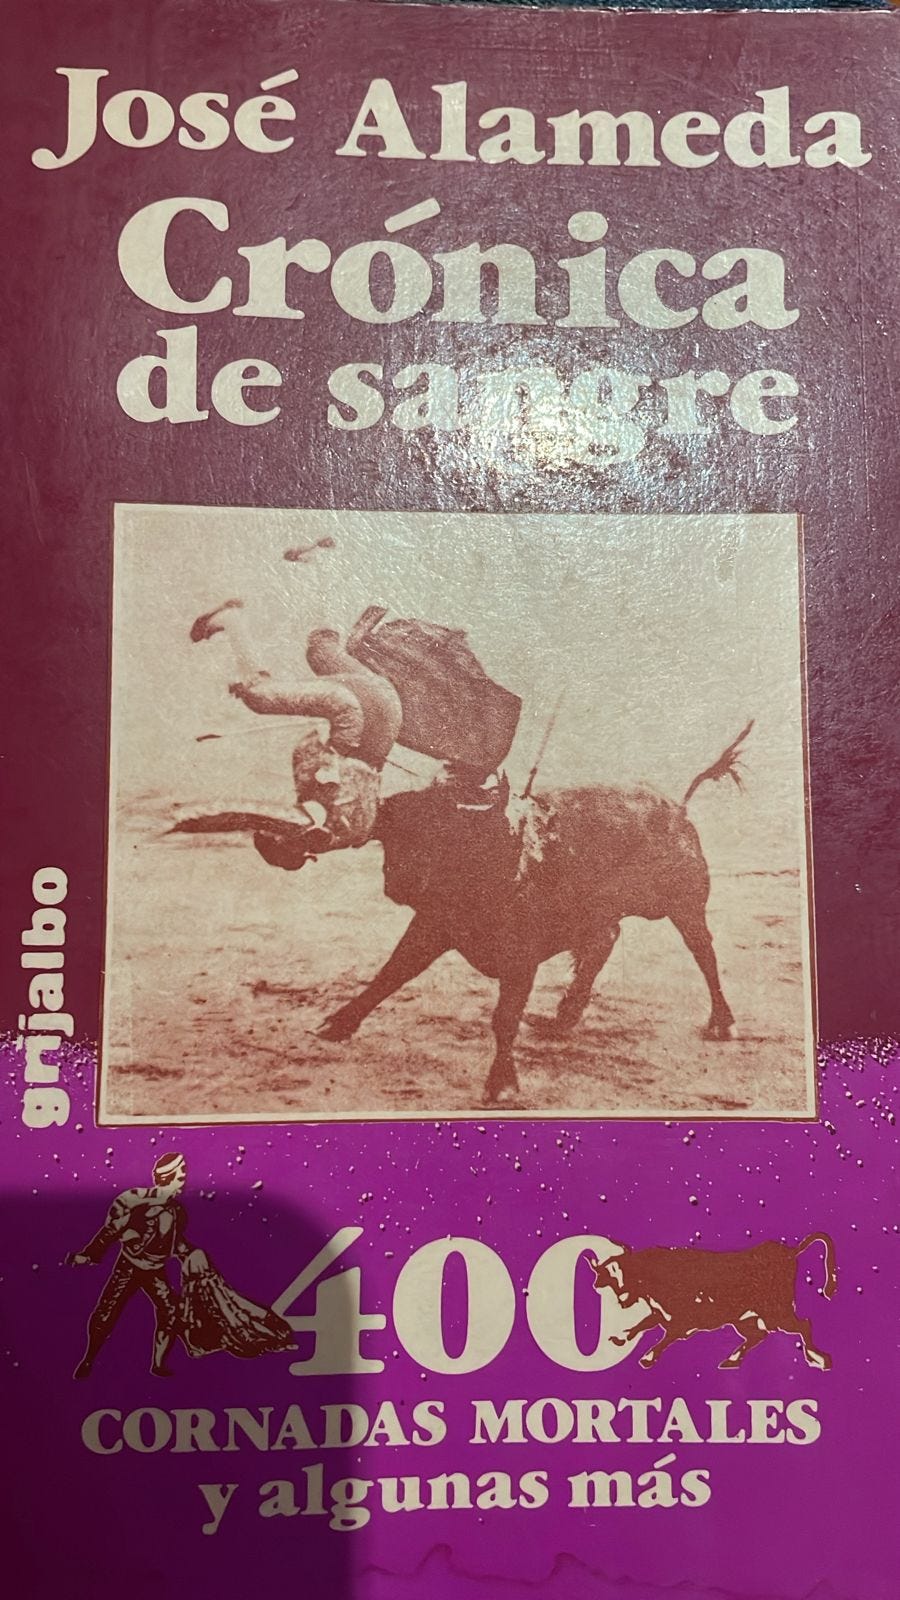 José Alameda
Crónica
de sangre
grijalbo
400
CORNADAS MORTALES
y algunas más